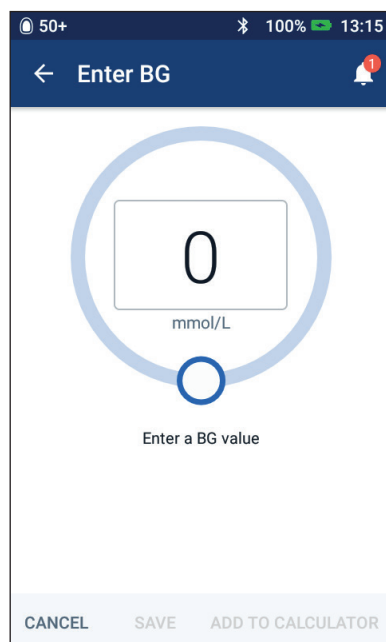 50+ 100% 13:15
Enter BG 1
0
mmol/L
Enter a BG value
CANCEL SAVE ADD TO CALCULATOR